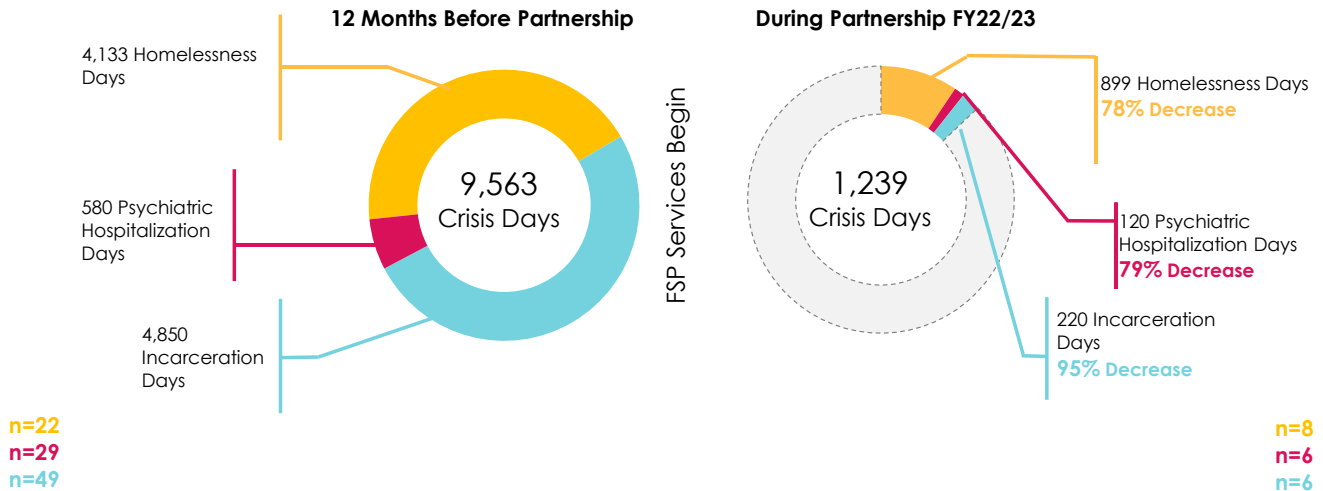 12 Months Before Partnership
4,133 Homelessness
Days
580 Psychiatric
Hospitalization
Days
4,850
Incarceration
Days
9,563
Crisis Days
n=22
n=29
n=49
FSP Services Begin
During Partnership FY22/23
1,239
Crisis Days
899 Homelessness Days
78% Decrease
120 Psychiatric
Hospitalization Days
79% Decrease
220 Incarceration
Days
95% Decrease
n=8
n=6
n=6